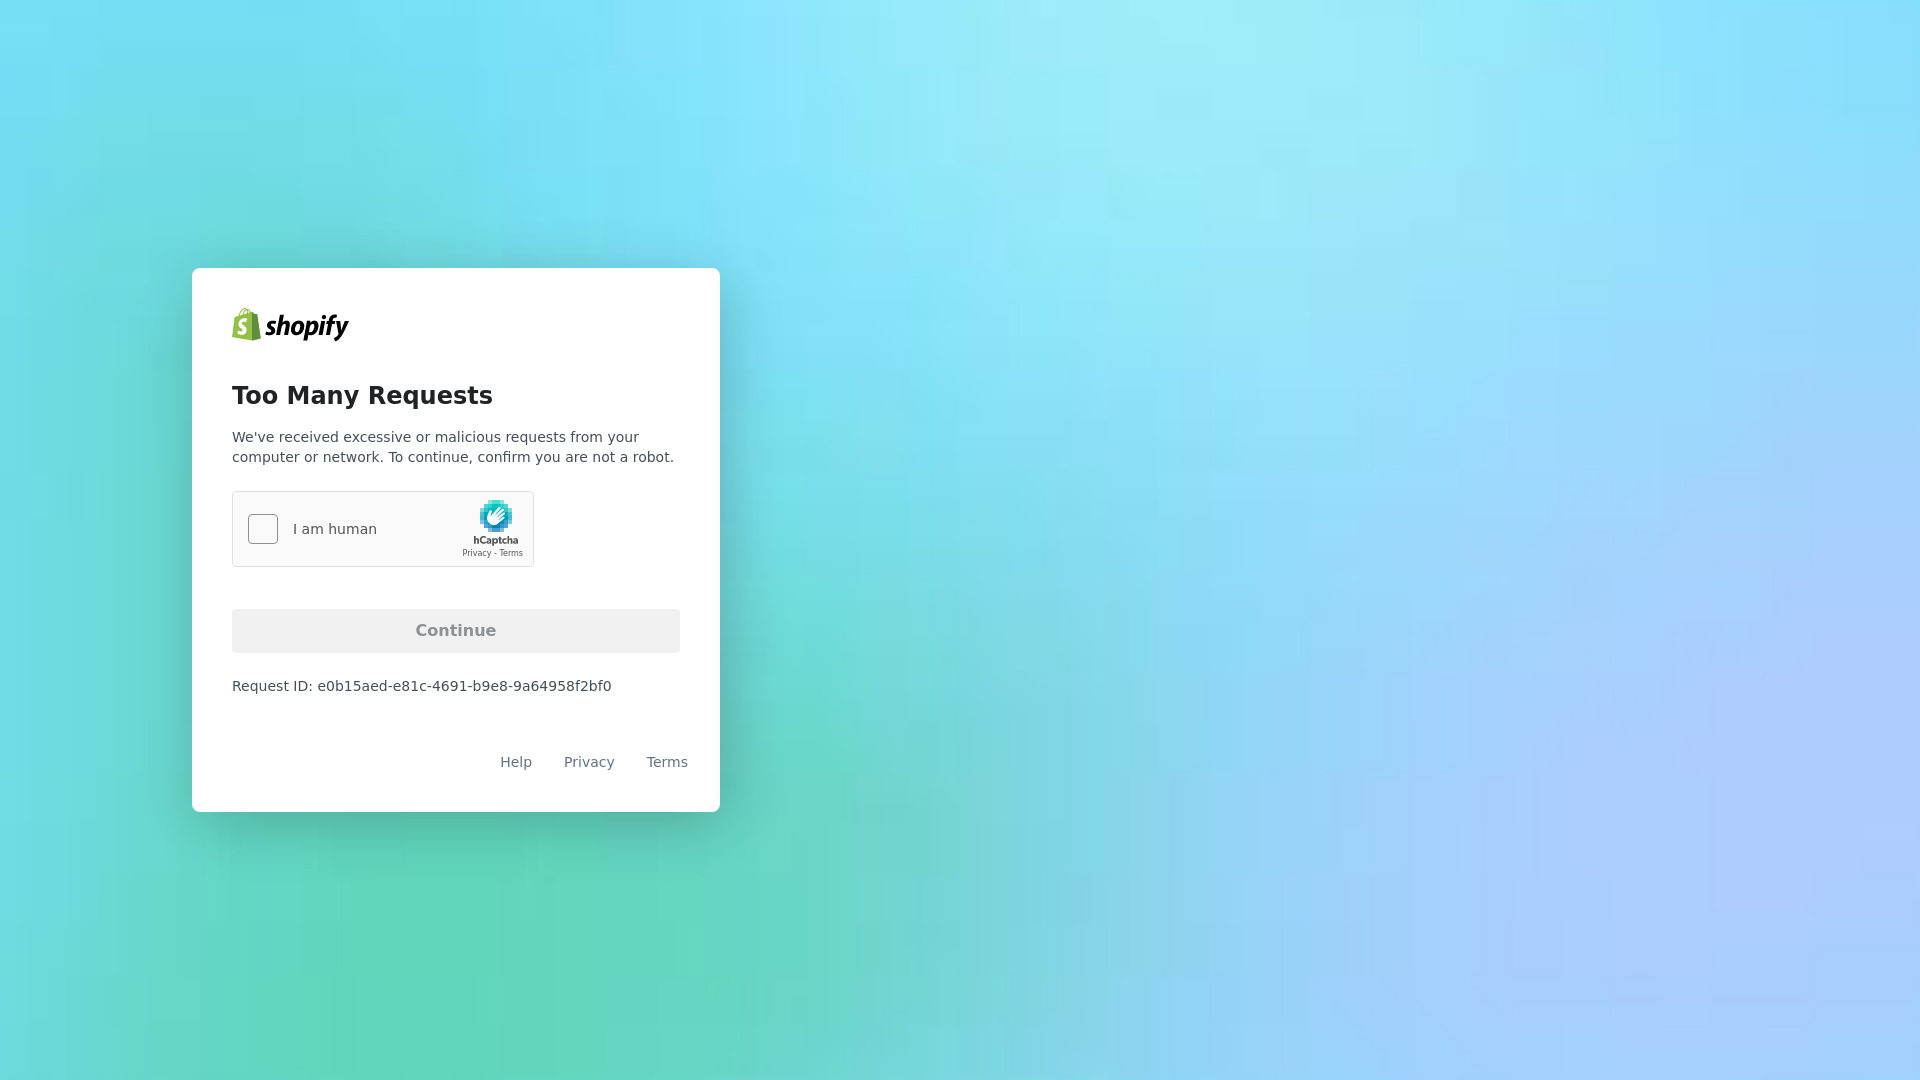 shopify
Too Many Requests
We've received excessive or malicious requests from your
computer or network. To continue, confirm you are not a robot.
I am human
hCaptcha
Privacy - Terms
Continue
Request ID: e0b15aed-e81c-4691-b9e8-9a64958f2bf0
Help Privacy Terms